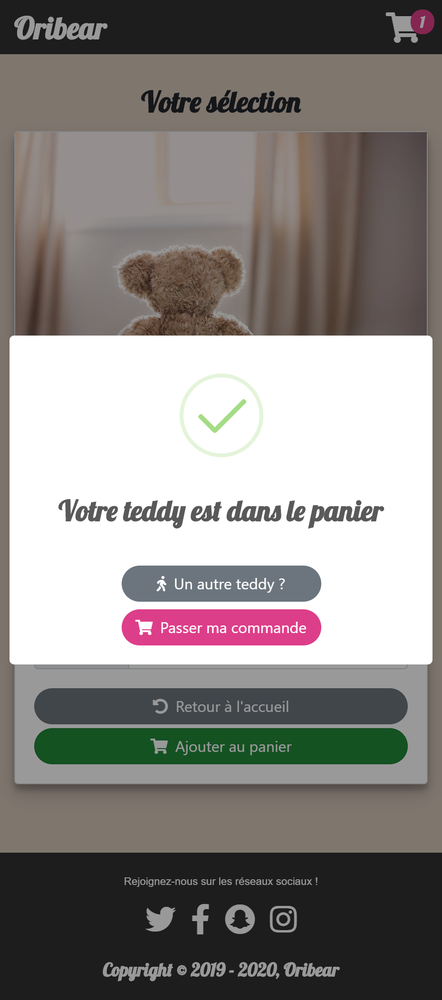 Oribear
1
Votre sélection
Votre teddy est dans le panier
Un autre teddy ?
Passer ma commande
Retour à l'accueil
Ajouter au panier
Rejoignez-nous sur les réseaux sociaux !
Copyright © 2019 - 2020, Oribear